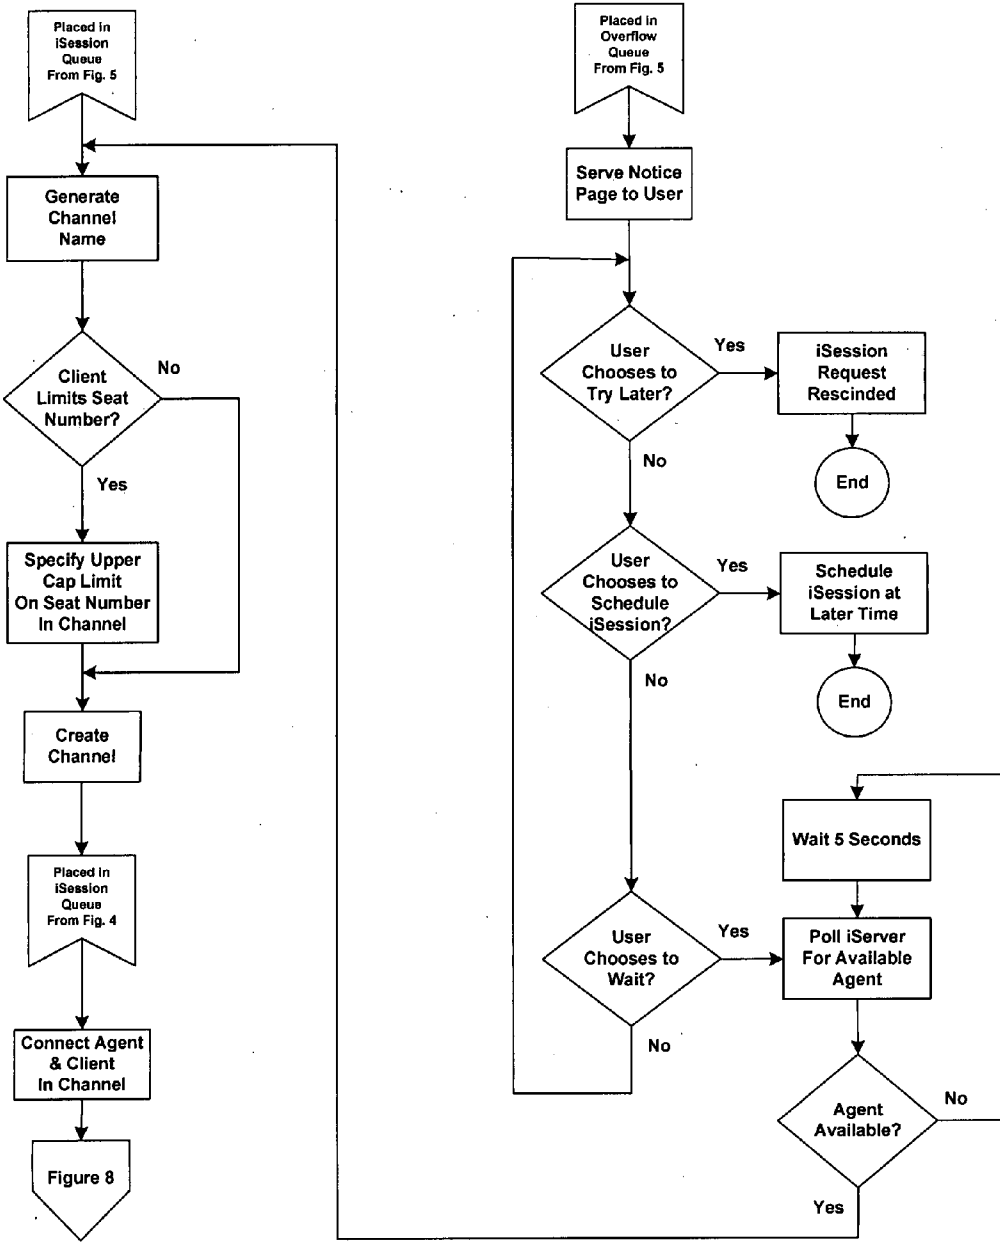 Placed in
iSession
Queue
From Fig. 5
Generate
Channel
Name
Client
Limits Seat
Number?
No
Yes
Specify Upper
Cap Limit
On Seat Number
In Channel
Create
Channel
Placed in
iSession
Queue
From Fig. 4
Connect Agent
& Client
In Channel
Figure 8
Placed in
Overflow
Queue
From Fig. 5
Serve Notice
Page to User
User
Chooses to
Try Later?
Yes
iSession
Request
Rescinded
End
No
User
Chooses to
Schedule
iSession?
Yes
Schedule
iSession at
Later Time
End
No
User
Chooses to
Wait?
Yes
No
Wait 5 Seconds
Poll iServer
For Available
Agent
Agent
Available?
No
Yes